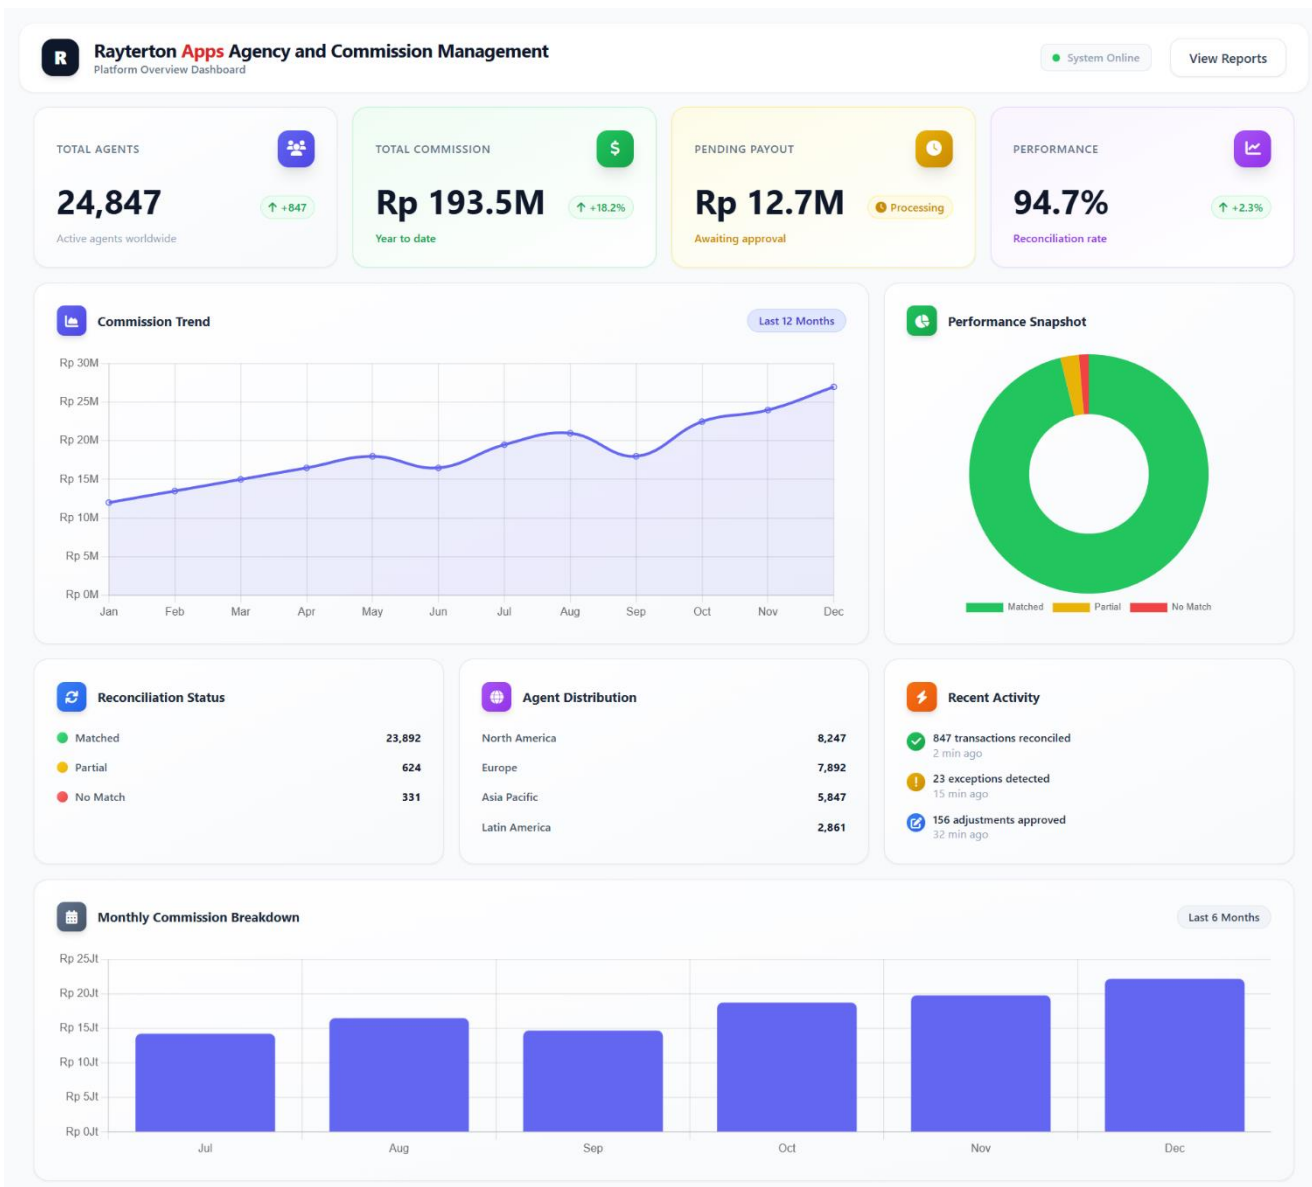 R
Rayterton Apps Agency and Commission Management
Platform Overview Dashboard
System Online
View Reports
TOTAL AGENTS
24,847
+847
Active agents worldwide
TOTAL COMMISSION
$
Rp 193.5M
+18.2%
Year to date
PENDING PAYOUT
Rp 12.7M
Processing
Awaiting approval
PERFORMANCE
94.7%
+2.3%
Reconciliation rate
Commission Trend
Last 12 Months
Rp 30M
Rp 25M
Rp 20M
Rp 15M
Rp 10M
Rp 5M
Rp 0M
Jan Feb Mar Apr May Jun Jul Aug Sep Oct Nov Dec
Performance Snapshot
Matched Partial No Match
Reconciliation Status
Matched 23,892
Partial 624
No Match 331
Agent Distribution
North America 8,247
Europe 7,892
Asia Pacific 5,847
Latin America 2,861
Recent Activity
847 transactions reconciled
2 min ago
23 exceptions detected
15 min ago
156 adjustments approved
32 min ago
Monthly Commission Breakdown
Last 6 Months
Rp 25Jt
Rp 20Jt
Rp 15Jt
Rp 10Jt
Rp 5Jt
Rp 0Jt
Jul Aug Sep Oct Nov Dec